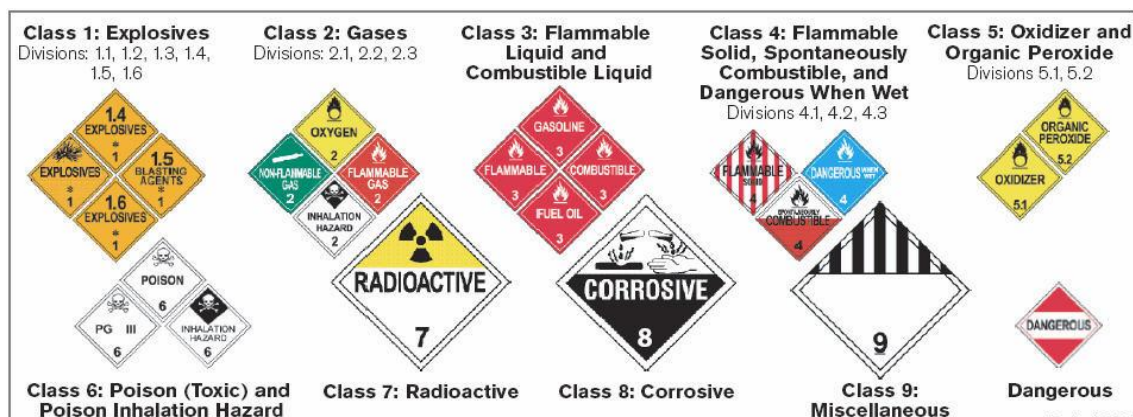 Class 1: Explosives
Divisions: 1.1, 1.2, 1.3, 1.4,
1.5, 1.6
1.4
EXPLOSIVES
*
1
EXPLOSIVES
*
1
1.5
BLASTING
AGENTS
*
1
1.6
EXPLOSIVES
*
1
Class 2: Gases
Divisions: 2.1, 2.2, 2.3
OXYGEN
2
NON-FLAMMABLE
GAS
2
FLAMMABLE
GAS
2
INHALATION
HAZARD
2
Class 3: Flammable
Liquid and
Combustible Liquid
GASOLINE
3
FLAMMABLE
3
COMBUSTIBLE
3
FUEL OIL
3
Class 4: Flammable
Solid, Spontaneously
Combustible, and
Dangerous When Wet
Divisions 4.1, 4.2, 4.3
FLAMMABLE
SOLID
4
DANGEROUS WHEN WET
4
SPONTANEOUSLY
COMBUSTIBLE
4
Class 5: Oxidizer and
Organic Peroxide
Divisions 5.1, 5.2
ORGANIC
PEROXIDE
5.2
OXIDIZER
5.1
POISON
6
PG III
6
INHALATION
HAZARD
6
Class 6: Poison (Toxic) and
Poison Inhalation Hazard
RADIOACTIVE
7
Class 7: Radioactive
CORROSIVE
8
Class 8: Corrosive
9
Class 9:
Miscellaneous
DANGEROUS
Dangerous